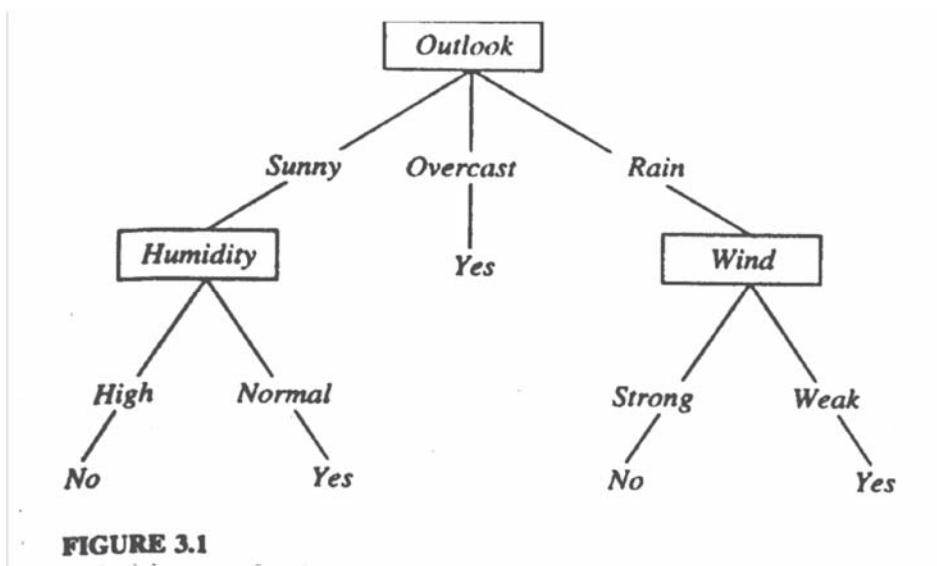 Outlook
Sunny Overcast Rain
Humidity Yes Wind
High Normal Strong Weak
No Yes No Yes
FIGURE 3.1